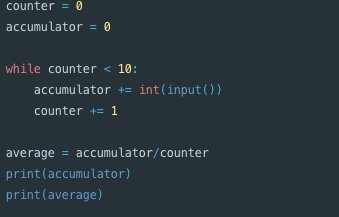 counter = 0
accumulator = 0

while counter < 10:
    accumulator += int(input())
    counter += 1

average = accumulator/counter
print(accumulator)
print(average)